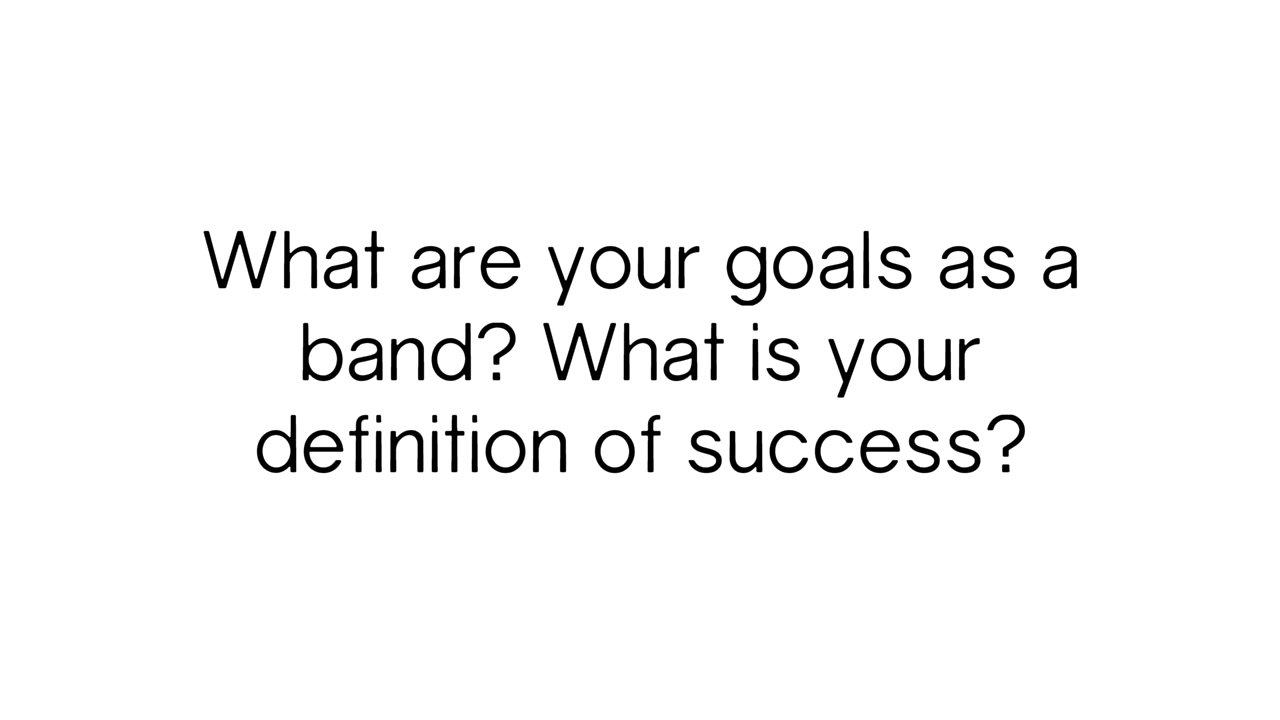 What are your goals as a
band? What is your
definition of success?